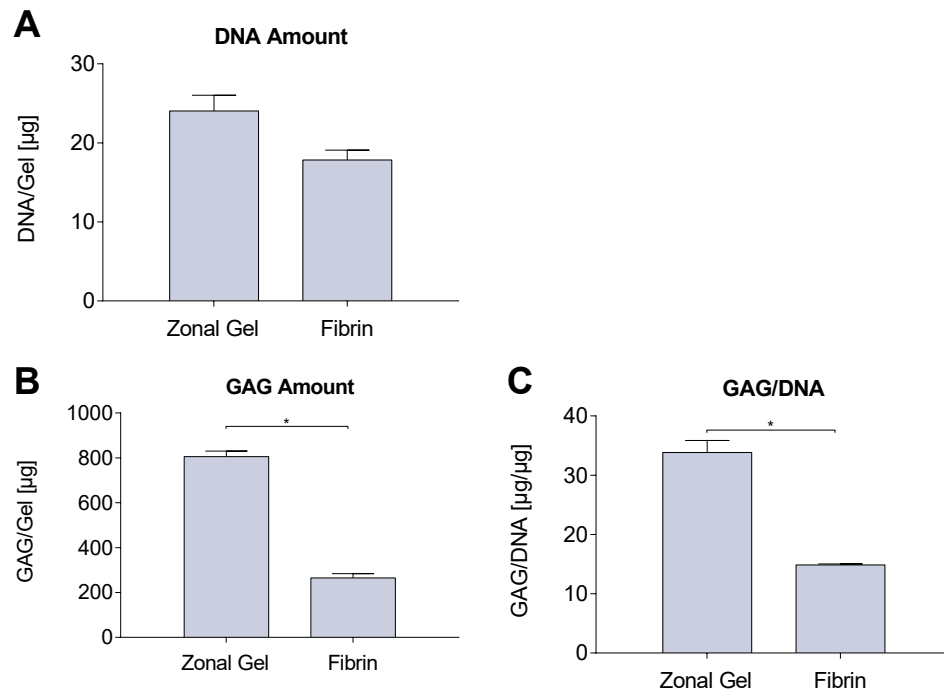 A
DNA Amount
30
20
10
0
DNA/Gel [µg]
Zonal Gel Fibrin
B
GAG Amount
1000
800
600
400
200
0
GAG/Gel [µg]
*
Zonal Gel Fibrin
C
GAG/DNA
40
30
20
10
0
GAG/DNA [µg/µg]
*
Zonal Gel Fibrin